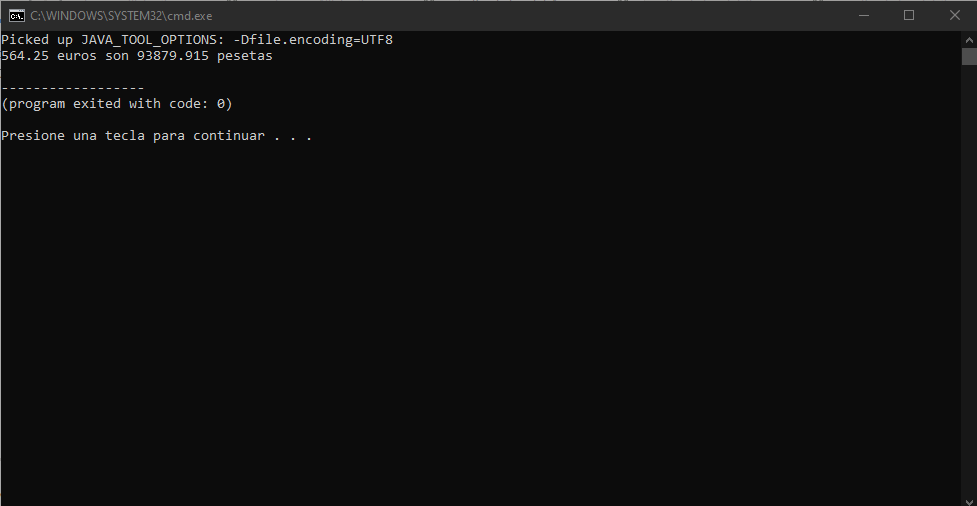 C:\WINDOWS\SYSTEM32\cmd.exe
Picked up JAVA_TOOL_OPTIONS: -Dfile.encoding=UTF8
564.25 euros son 93879.915 pesetas
------------------
(program exited with code: 0)
Presione una tecla para continuar . . .